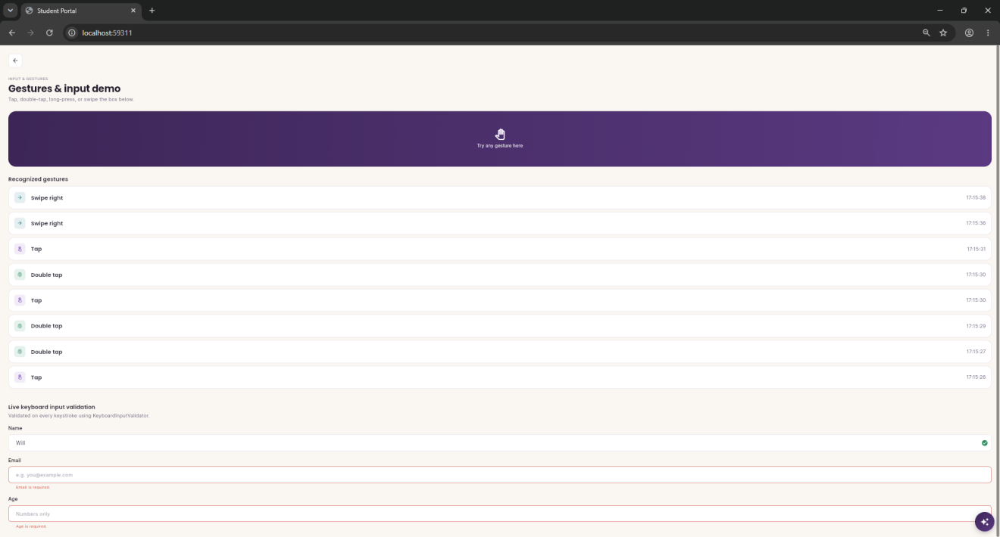 Student Portal
localhost:59311
INPUT & GESTURES
Gestures & input demo
Tap, double-tap, long-press, or swipe the box below.
Try any gesture here
Recognized gestures
Swipe right 17:15:38
Swipe right 17:15:36
Tap 17:15:31
Double tap 17:15:30
Tap 17:15:30
Double tap 17:15:29
Double tap 17:15:27
Tap 17:15:26
Live keyboard input validation
Validated on every keystroke using KeyboardInputValidator.
Name
Will
Email
e.g. you@example.com
Email is required.
Age
Numbers only
Age is required.